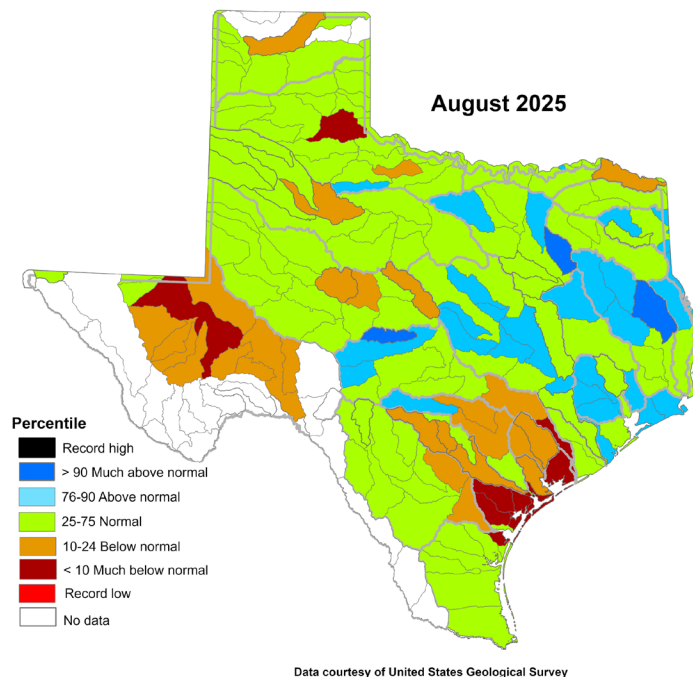 August 2025
Percentile
Record high
> 90 Much above normal
76-90 Above normal
25-75 Normal
10-24 Below normal
< 10 Much below normal
Record low
No data
Data courtesy of United States Geological Survey